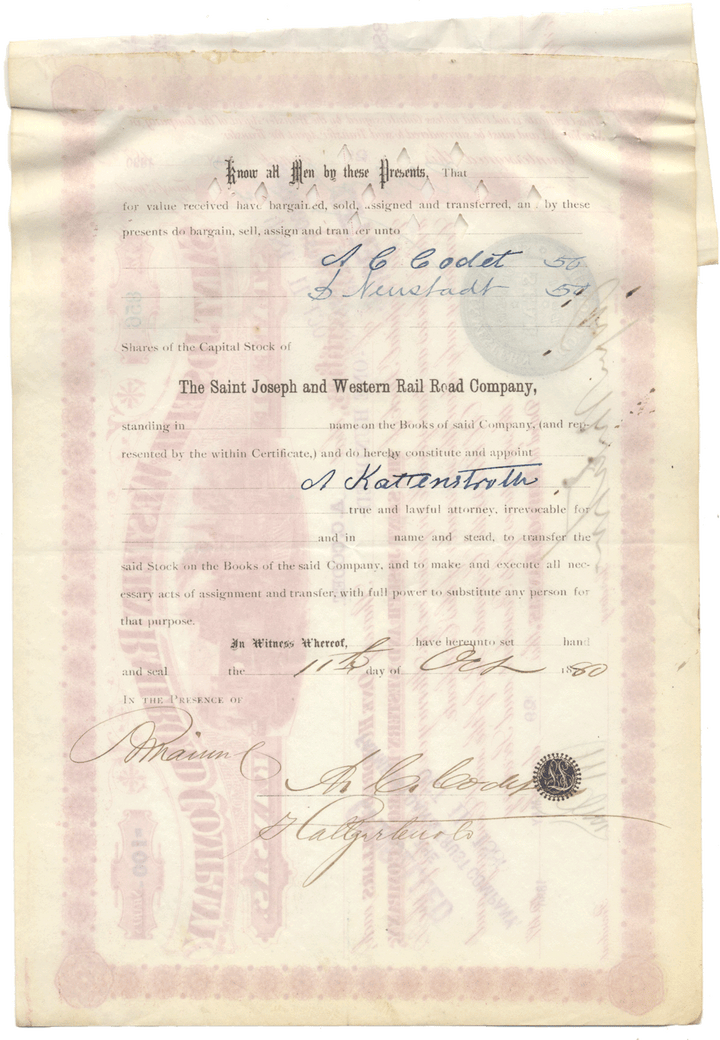 Know all Men by these Presents, That
for value received have bargained, sold, assigned and transferred, and by these
presents do bargain, sell, assign and transfer unto
A C Codet 50
D Neustadt 50
Shares of the Capital Stock of
The Saint Joseph and Western Rail Road Company,
standing in name on the Books of said Company, (and rep-
resented by the within Certificate,) and do hereby constitute and appoint
A Kattenstroth
true and lawful attorney, irrevocable for
and in name and stead, to transfer the
said Stock on the Books of the said Company, and to make and execute all nec-
essary acts of assignment and transfer, with full power to substitute any person for
that purpose.
In Witness Whereof, have hereunto set hand
and seal the 11th day of Oct 1880
IN THE PRESENCE OF
A. C. Codet